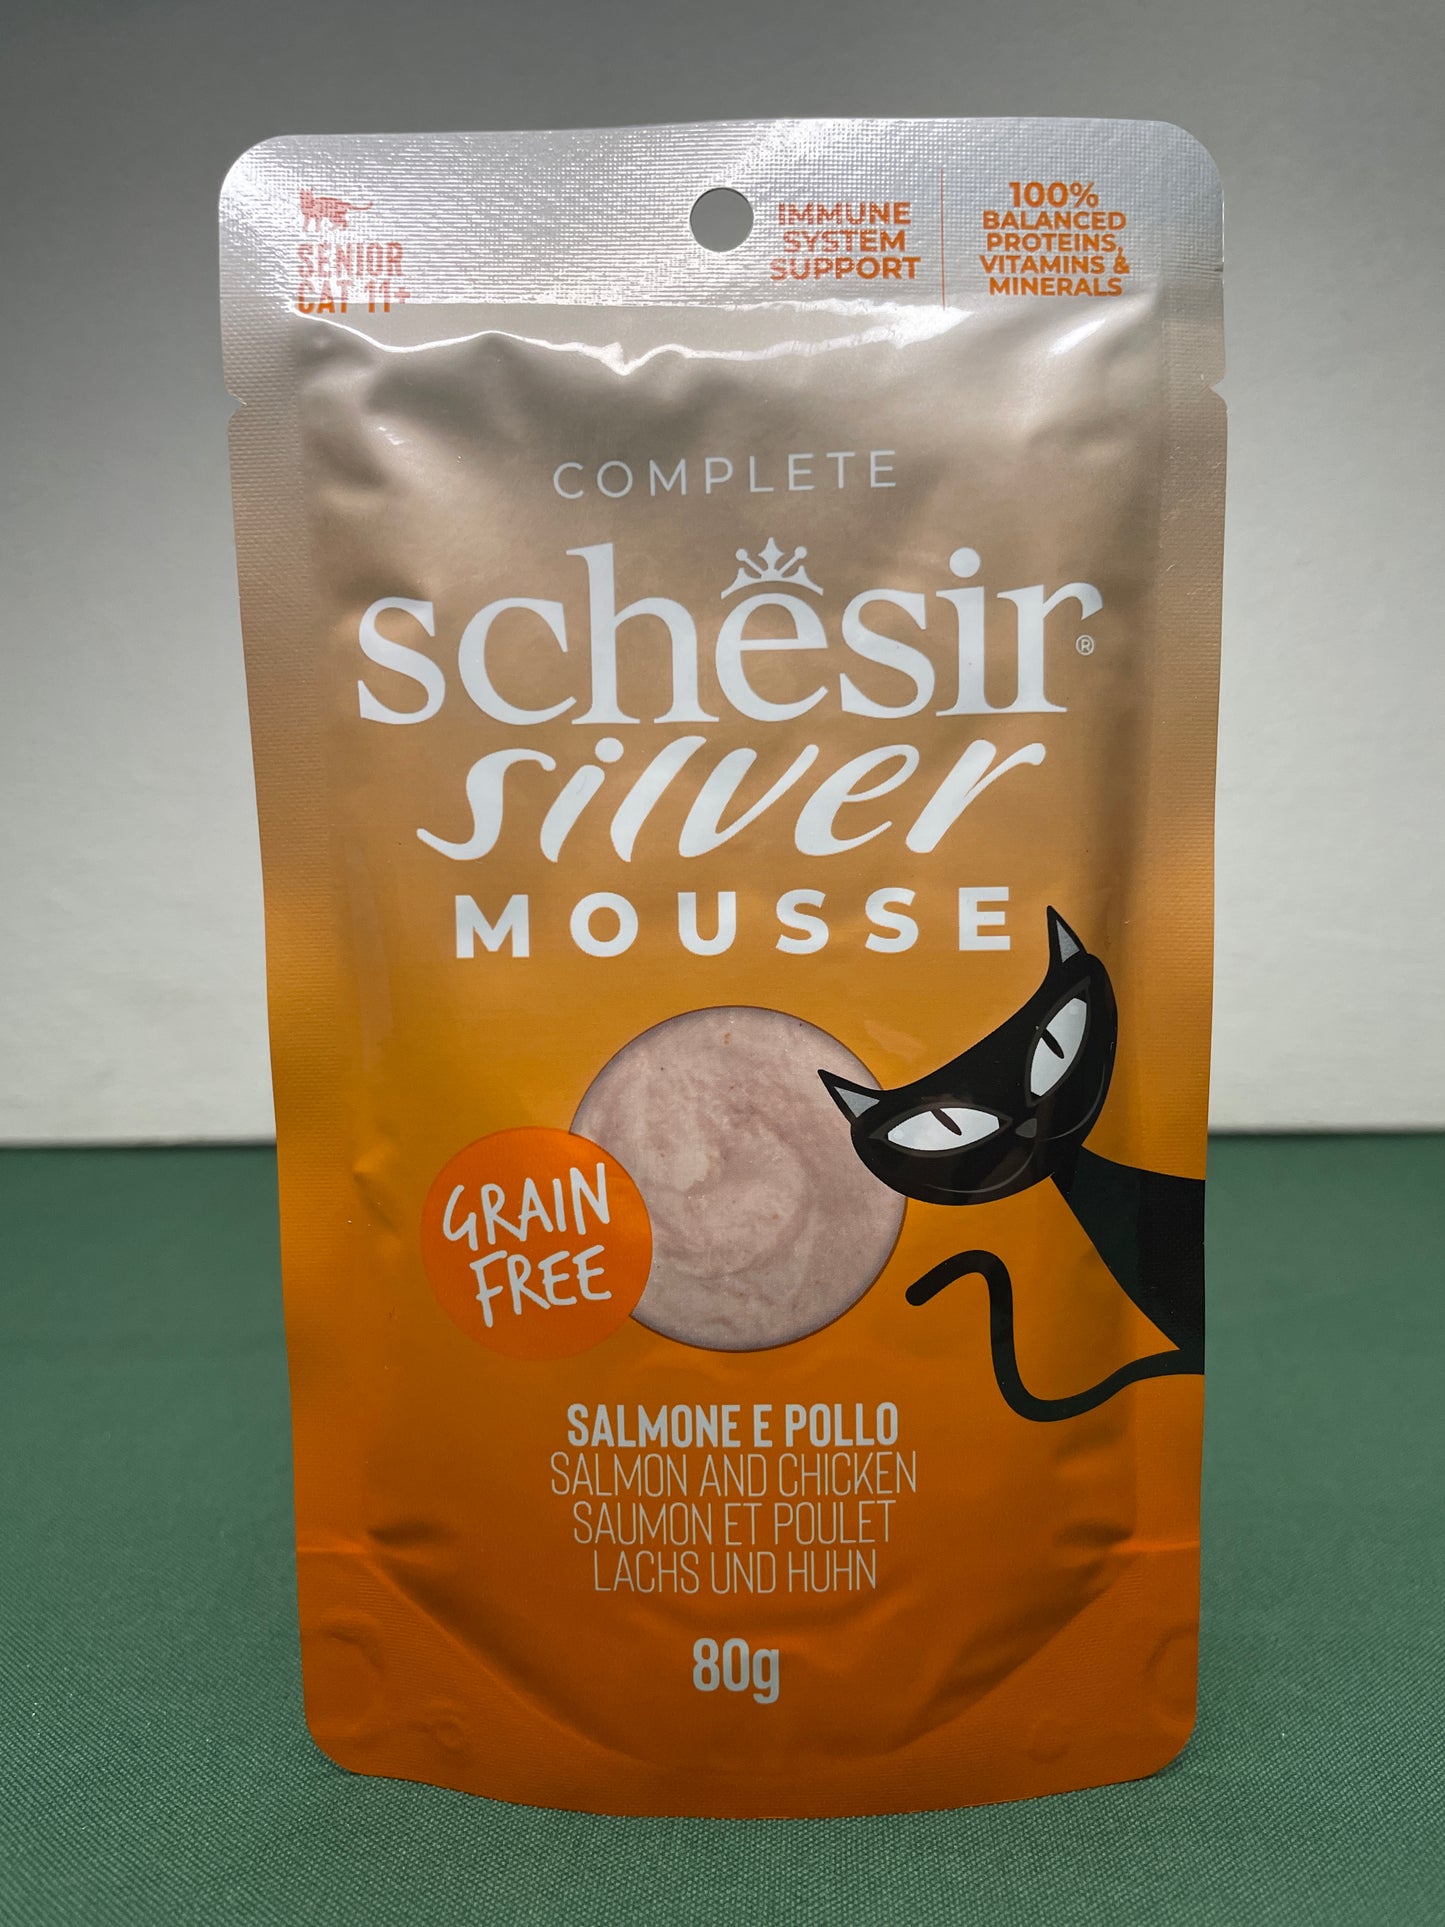 SENIOR
CAT 11+
IMMUNE
SYSTEM
SUPPORT
100%
BALANCED
PROTEINS,
VITAMINS &
MINERALS
COMPLETE
schesir®
silver
MOUSSE
GRAIN
FREE
SALMONE E POLLO
SALMON AND CHICKEN
SAUMON ET POULET
LACHS UND HUHN
80g